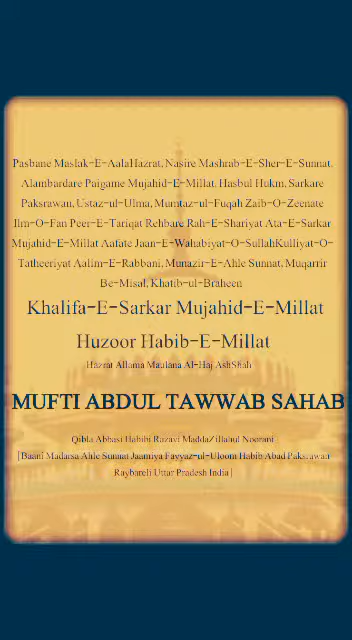 Pasbane Maslak-E-AalaHazrat, Nasire Mashrab-E-Sher-E-Sunnat,
Alambardare Paigame Mujahid-E-Millat, Hasbul Hukm, Sarkare
Paksrawan, Ustaz-ul-Ulma, Mumtaz-ul-Fuqah Zaib-O-Zeenate
Ilm-O-Fan Peer-E-Tariqat Rehbare Rah-E-Shariyat Ata-E-Sarkar
Mujahid-E-Millat Aafate Jaan-E-Wahabiyat-O-SullahKulliyat-O-
Tatheeriyat Aalim-E-Rabbani, Munazir-E-Ahle Sunnat, Muqarrir
Be-Misal, Khatib-ul-Braheen
Khalifa-E-Sarkar Mujahid-E-Millat
Huzoor Habib-E-Millat
Hazrat Allama Maulana Al-Haj AshShah
MUFTI ABDUL TAWWAB SAHAB
Qibla Abbasi Habibi Razavi MaddaZillahul Noorani
[Baani Madarsa Ahle Sunnat Jaamiya Fayyaz-ul-Uloom Habib Abad Paksrawan
Raybareli Uttar Pradesh India]